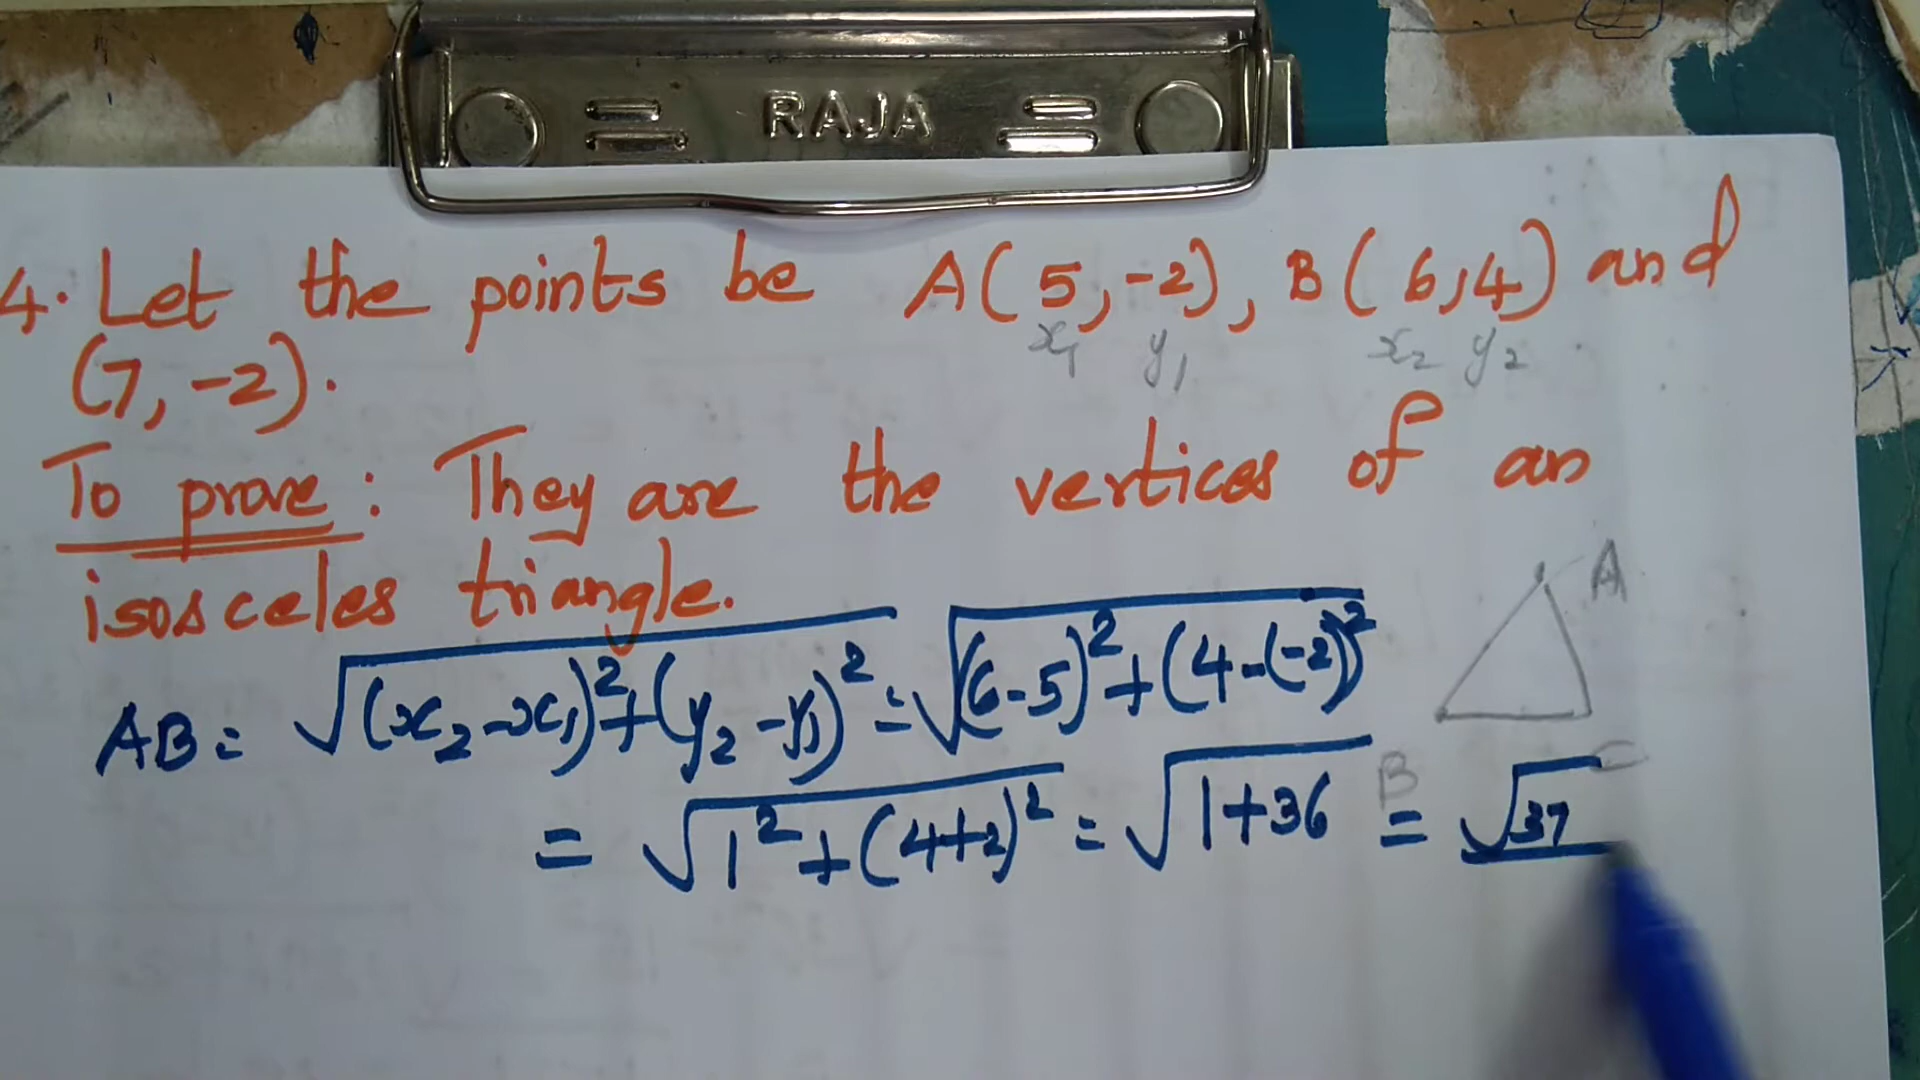 RAJA
4. Let the points be A(5,-2), B(6,4) and
x₁ y₁ x₂ y₂
(7,-2).
To prove: They are the vertices of an
isosceles triangle.
A
AB = √(x₂-x₁)²+(y₂-y₁)² = √(6-5)²+(4-(-2))²
B C
= √1²+(4+2)² = √1+36 = √37